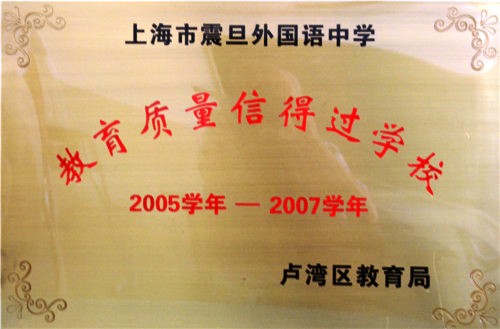 上海市震旦外国语中学
教育质量信得过学校
2005学年 — 2007学年
卢湾区教育局